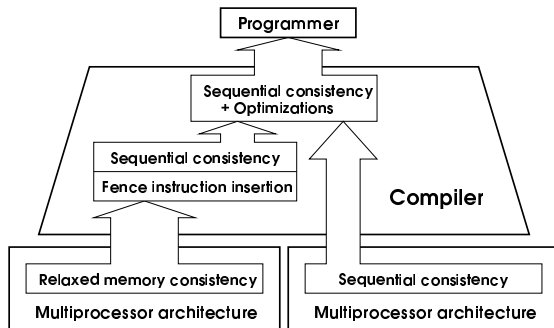 Programmer
Sequential consistency
+ Optimizations
Sequential consistency
Fence instruction insertion
Compiler
Relaxed memory consistency
Multiprocessor architecture
Sequential consistency
Multiprocessor architecture